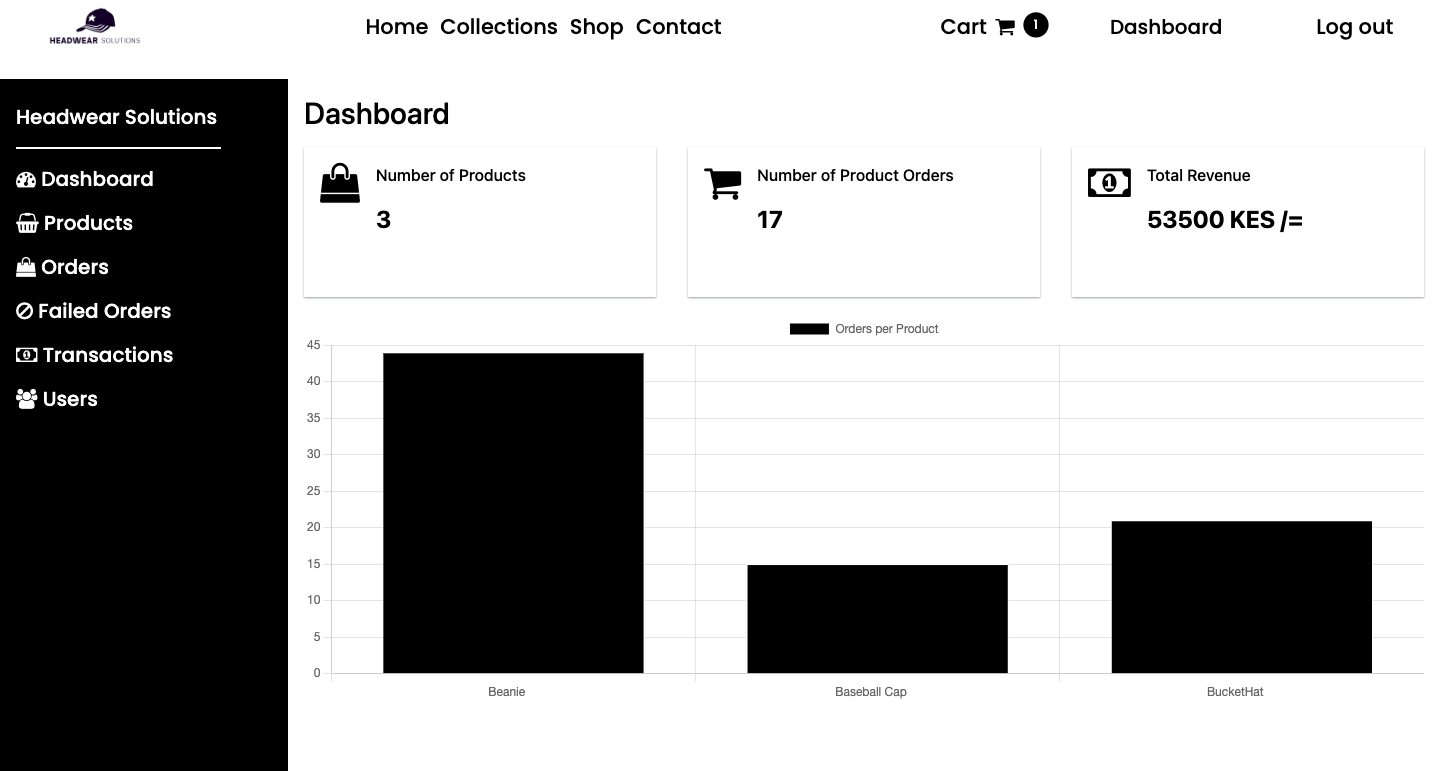 HEADWEAR SOLUTIONS
Home Collections Shop Contact
Cart 1
Dashboard
Log out
Headwear Solutions
Dashboard
Products
Orders
Failed Orders
Transactions
Users
Dashboard
Number of Products
3
Number of Product Orders
17
1
Total Revenue
53500 KES /=
Orders per Product
45
40
35
30
25
20
15
10
5
0
Beanie
Baseball Cap
BucketHat